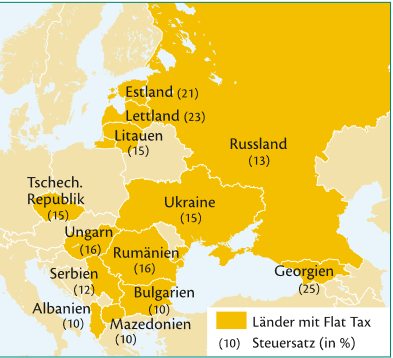 Estland (21)
Lettland (23)
Litauen
(15)
Russland
(13)
Tschech.
Republik
(15)
Ukraine
(15)
Ungarn
(16)
Rumänien
(16)
Serbien
(12)
Georgien
(25)
Bulgarien
(10)
Albanien
(10)
Mazedonien
(10)
Länder mit Flat Tax
(10) Steuersatz (in %)